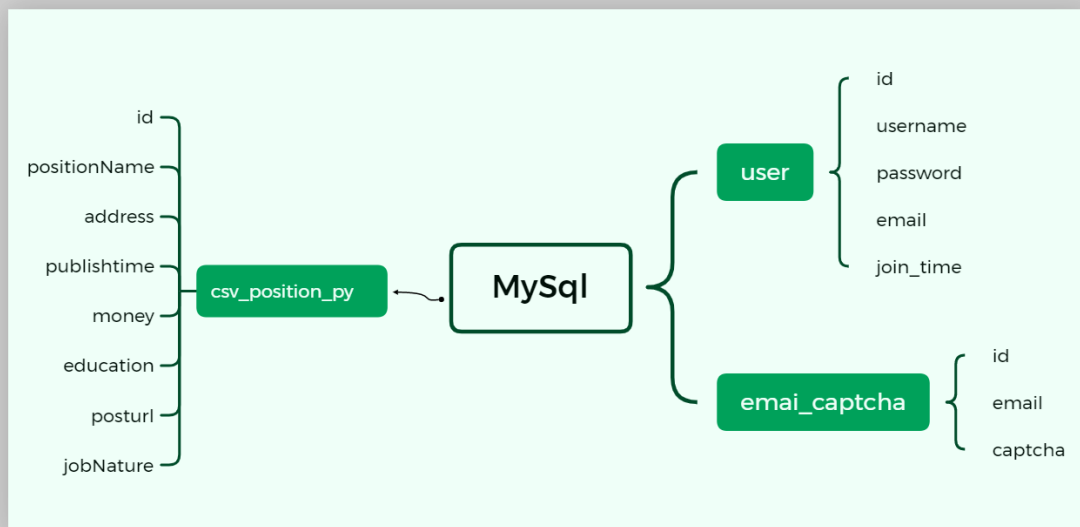 id
positionName
address
publishtime
money
education
posturl
jobNature
csv_position_py
MySql
user
id
username
password
email
join_time
emai_captcha
id
email
captcha